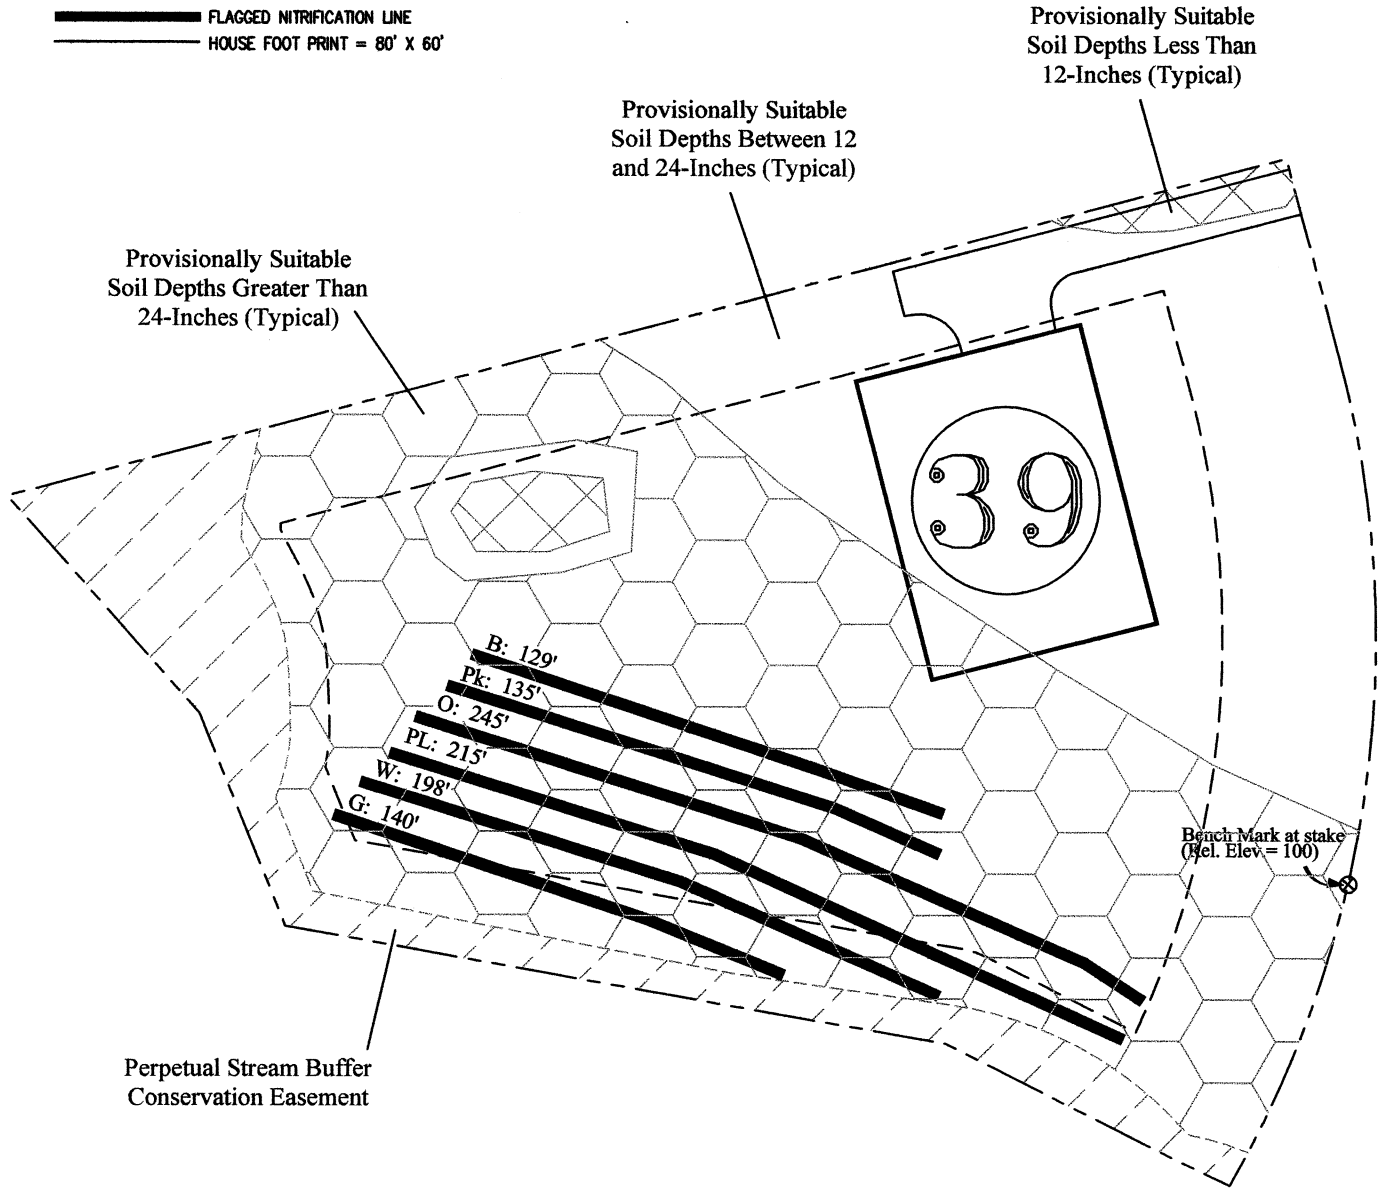 FLAGGED NITRIFICATION LINE
HOUSE FOOT PRINT = 80' X 60'
Provisionally Suitable
Soil Depths Less Than
12-Inches (Typical)
Provisionally Suitable
Soil Depths Between 12
and 24-Inches (Typical)
Provisionally Suitable
Soil Depths Greater Than
24-Inches (Typical)
39
B: 129'
Pk: 135'
O: 245'
PL: 215'
W: 198'
G: 140'
Bench Mark at stake
(Rel. Elev.= 100)
Perpetual Stream Buffer
Conservation Easement